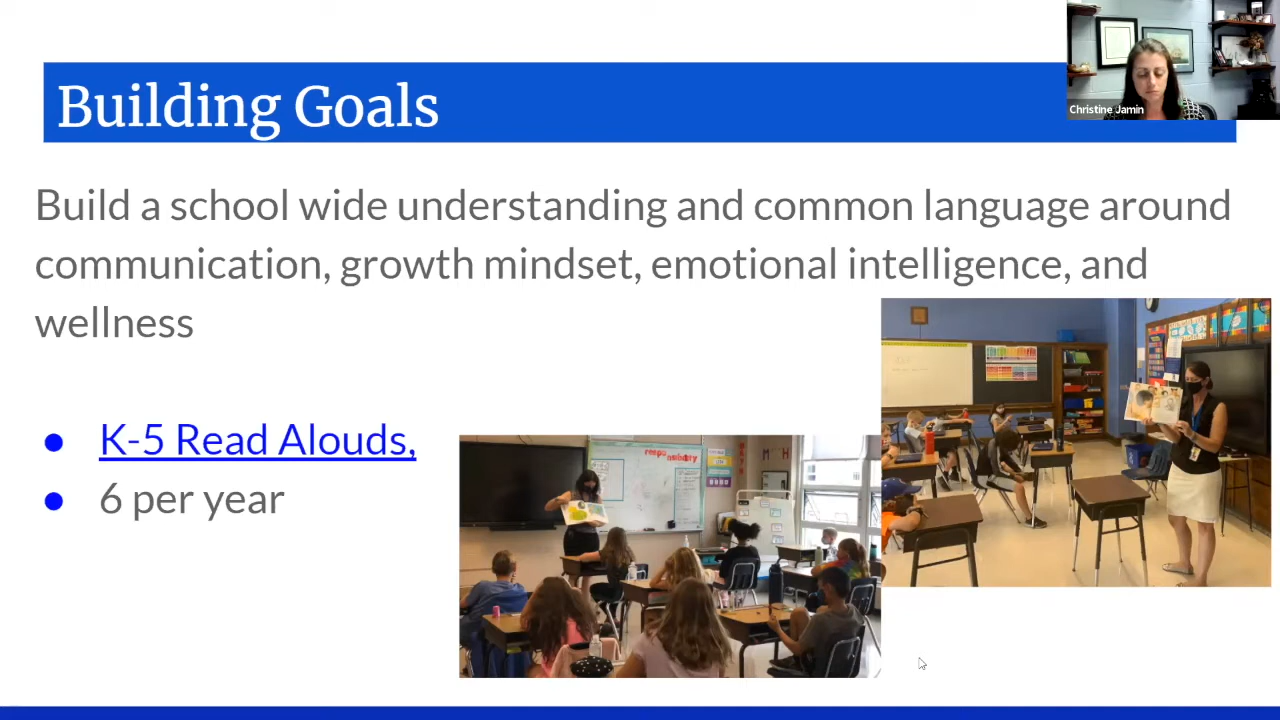 Building Goals
Christine Jamin
Build a school wide understanding and common language around
communication, growth mindset, emotional intelligence, and
wellness
● K-5 Read Alouds,
● 6 per year
responsibility